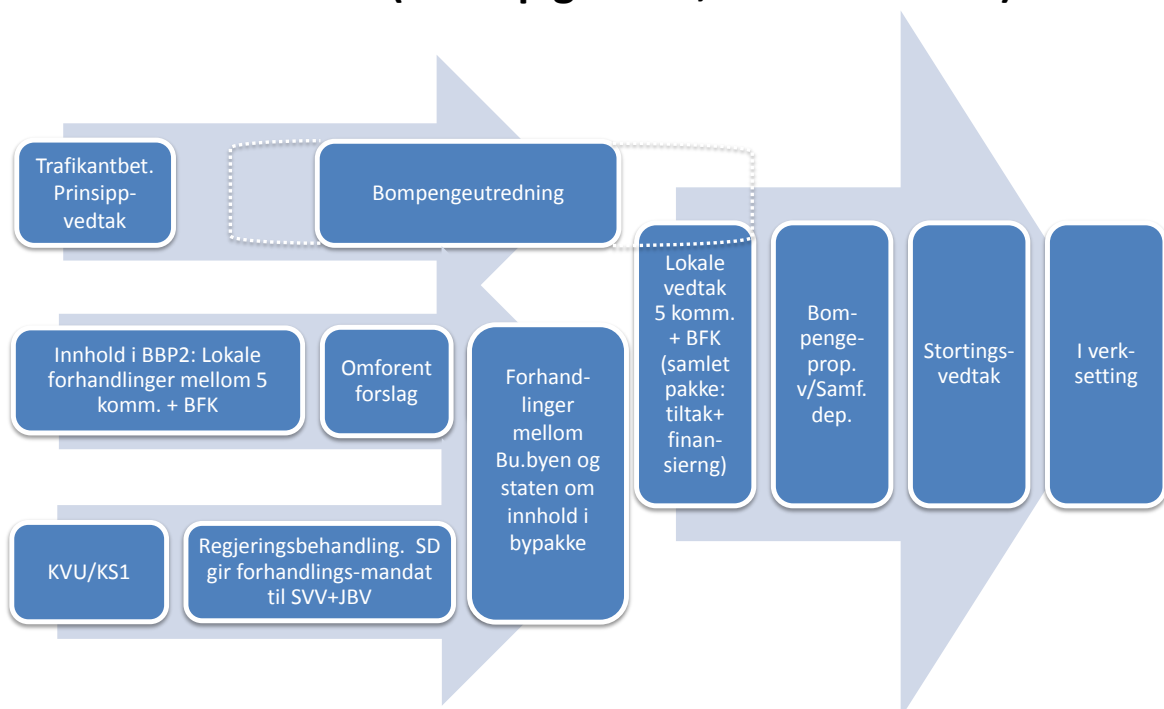 Trafikantbet.
Prinsipp-
vedtak
Bompengeutredning
Innhold i BBP2: Lokale
forhandlinger mellom 5
komm. + BFK
Omforent
forslag
KVU/KS1
Regjeringsbehandling. SD
gir forhandlings-mandat
til SVV+JBV
Forhand-
linger
mellom
Bu.byen og
staten om
innhold i
bypakke
Lokale
vedtak
5 komm.
+ BFK
(samlet
pakke:
tiltak+
finan-
sierng)
Bom-
penge-
prop.
v/Samf.
dep.
Stortings-
vedtak
I verk-
setting